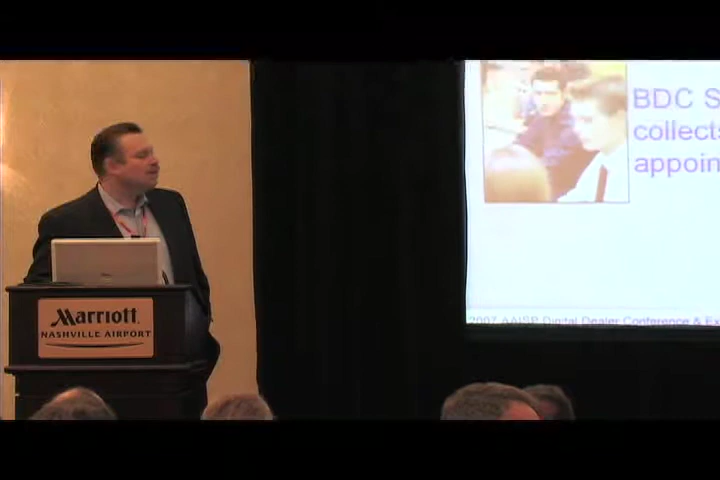 Marriott
NASHVILLE AIRPORT
BDC S
collects
appoin
2007 AAISP Digital Dealer Conference & Ex